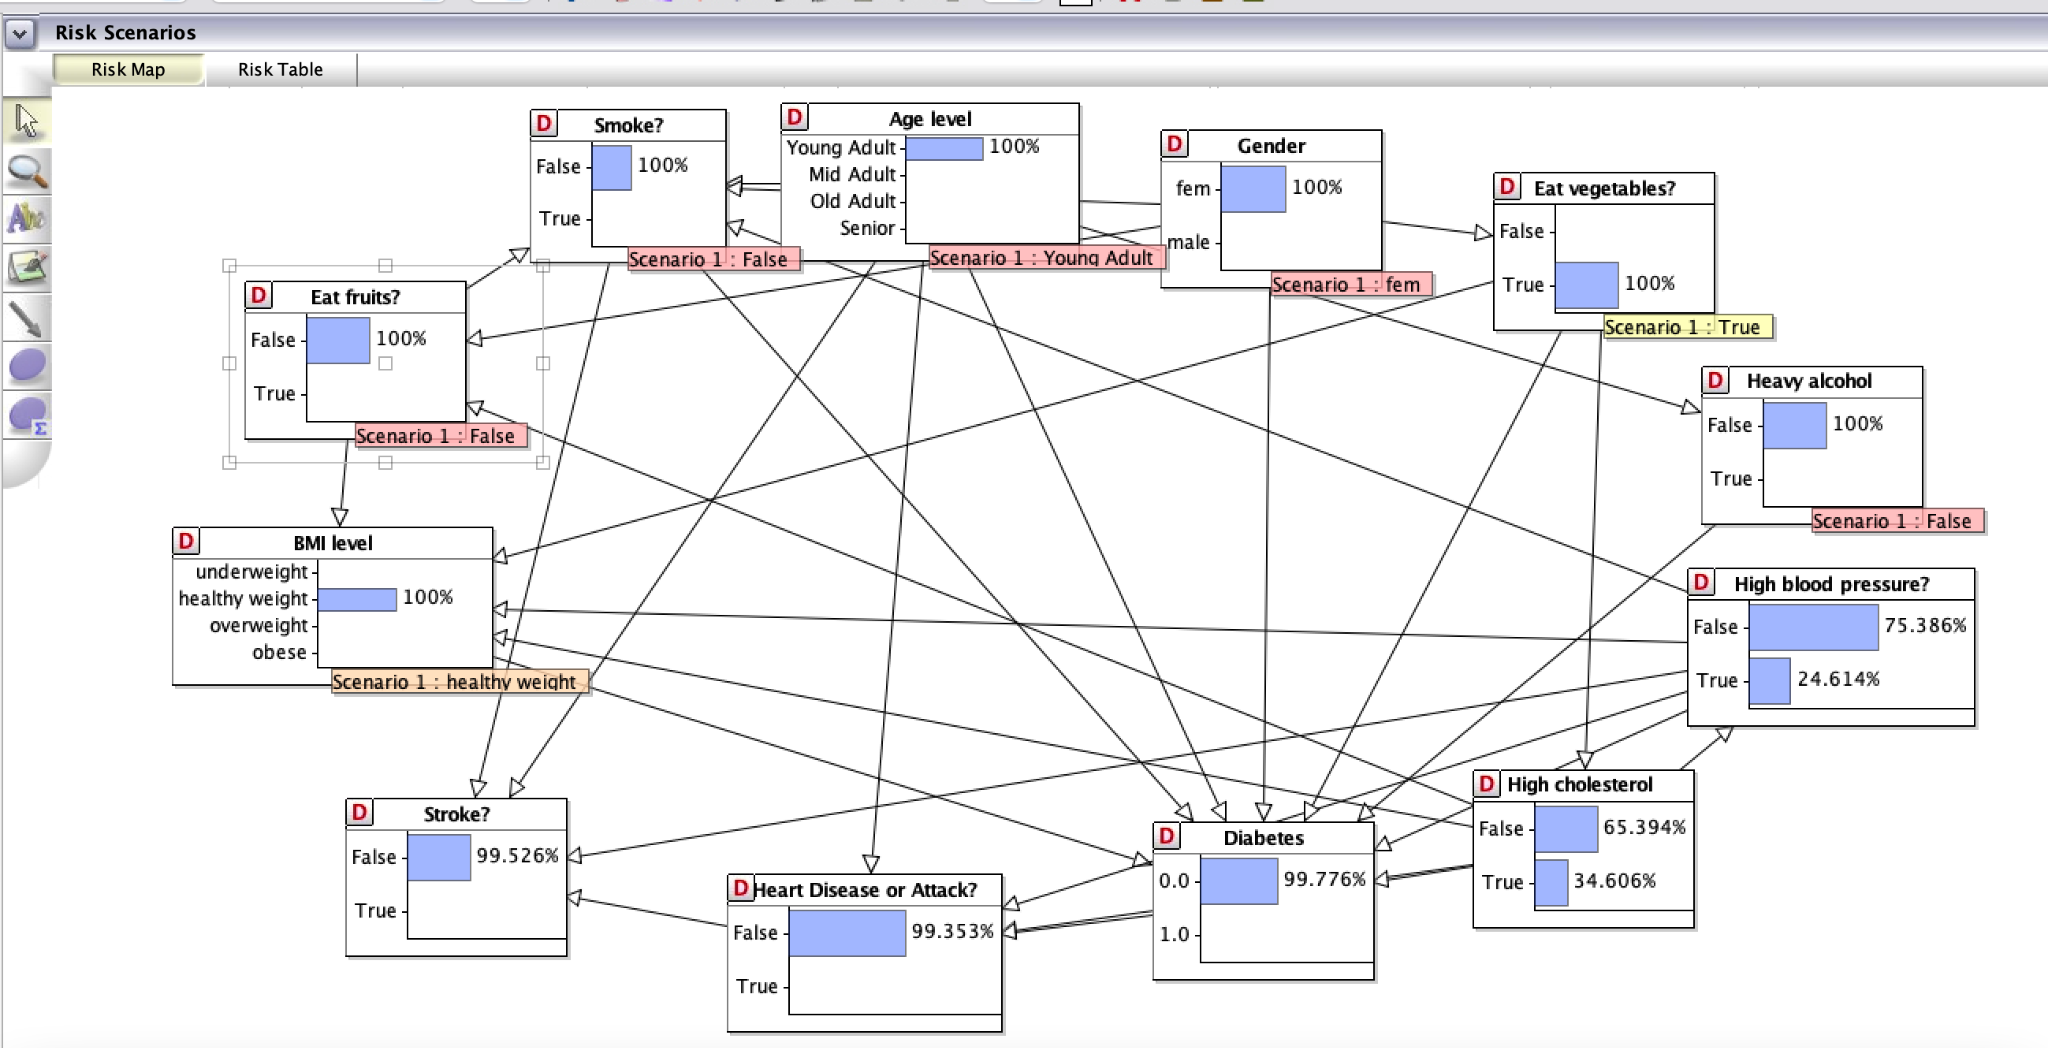 Risk Scenarios
Risk Map
Risk Table
D
Smoke?
False
100%
True
Scenario 1 : False
D
Age level
Young Adult
100%
Mid Adult
Old Adult
Senior
Scenario 1 : Young Adult
D
Gender
fem
100%
male
Scenario 1 : fem
D
Eat vegetables?
False
True
100%
Scenario 1 : True
Abc
D
Eat fruits?
False
100%
True
Scenario 1 : False
D
Heavy alcohol
False
100%
True
Scenario 1 : False
Σ
D
BMI level
underweight
healthy weight
100%
overweight
obese
Scenario 1 : healthy weight
D
High blood pressure?
False
75.386%
True
24.614%
D
Stroke?
False
99.526%
True
D
Heart Disease or Attack?
False
99.353%
True
D
Diabetes
0.0
99.776%
1.0
D
High cholesterol
False
65.394%
True
34.606%